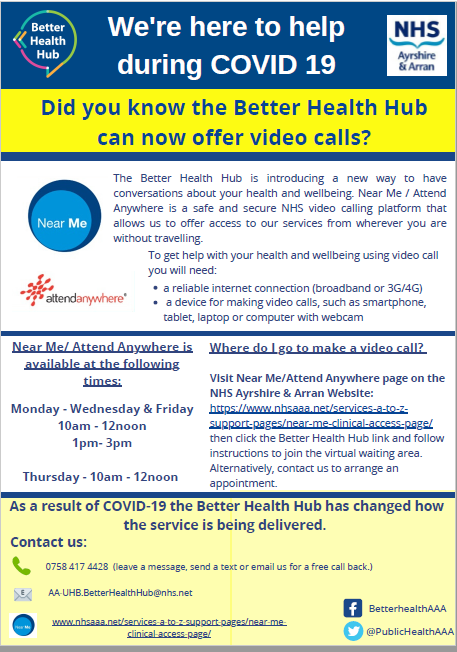 Better
Health
Hub
We're here to help
during COVID 19
NHS
Ayrshire
& Arran
Did you know the Better Health Hub
can now offer video calls?
Near Me
attendanywhere
The Better Health Hub is introducing a new way to have
conversations about your health and wellbeing. Near Me / Attend
Anywhere is a safe and secure NHS video calling platform that
allows us to offer access to our services from wherever you are
without travelling.
To get help with your health and wellbeing using video call
you will need:
• a reliable internet connection (broadband or 3G/4G)
• a device for making video calls, such as smartphone,
tablet, laptop or computer with webcam
Near Me/ Attend Anywhere is
available at the following
times:
Monday - Wednesday & Friday
10am - 12noon
1pm- 3pm
Thursday - 10am - 12noon
Where do I go to make a video call?
Visit Near Me/Attend Anywhere page on the
NHS Ayrshire & Arran Website:
https://www.nhsaaa.net/services-a-to-z-
support-pages/near-me-clinical-access-page/
then click the Better Health Hub link and follow
instructions to join the virtual waiting area.
Alternatively, contact us to arrange an
appointment.
As a result of COVID-19 the Better Health Hub has changed how
the service is being delivered.
Contact us:
0758 417 4428 (leave a message, send a text or email us for a free call back.)
AA-UHB.BetterHealthHub@nhs.net
Near Me
www.nhsaaa.net/services-a-to-z-support-pages/near-me-
clinical-access-page/
BetterhealthAAA
@PublicHealthAAA